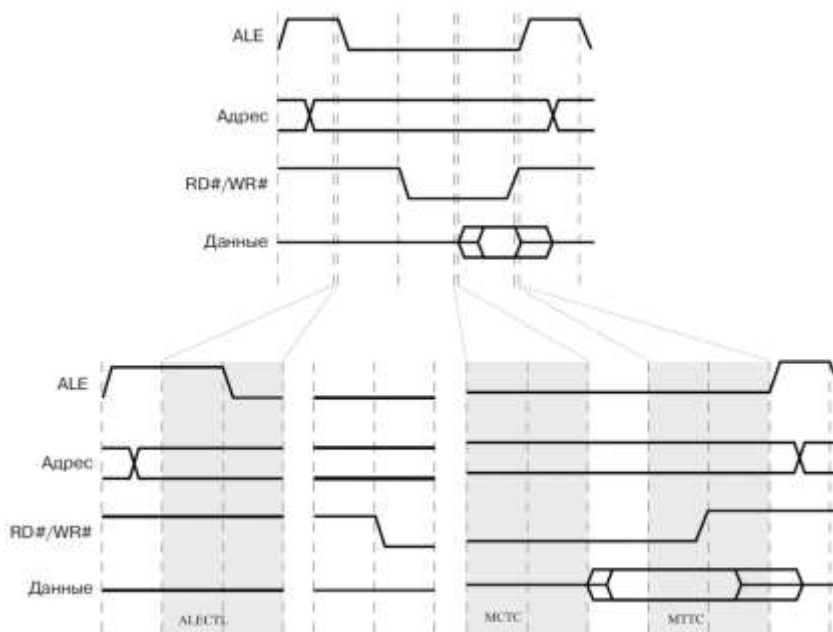 ALE
Адрес
RD#/WR#
Данные
ALE
Адрес
RD#/WR#
Данные
ALECTL
MCTC
MTTC